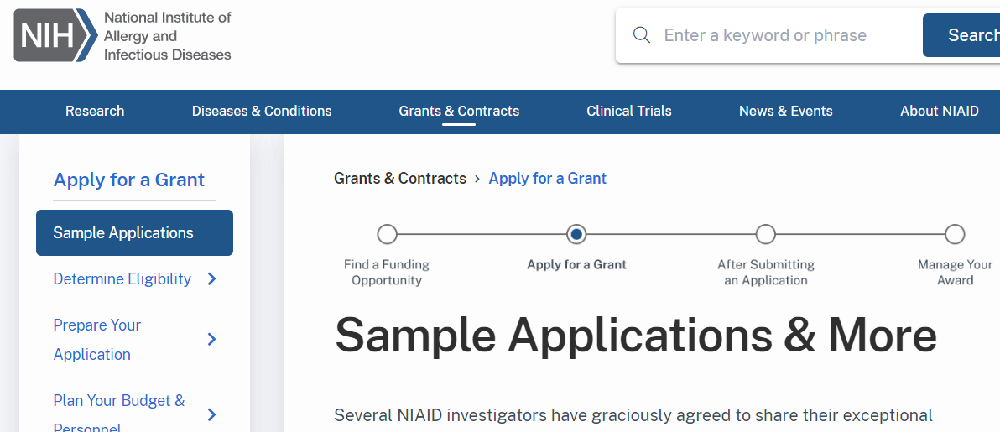 NIH
National Institute of
Allergy and
Infectious Diseases
Enter a keyword or phrase
Search
Research
Diseases & Conditions
Grants & Contracts
Clinical Trials
News & Events
About NIAID
Apply for a Grant
Sample Applications
Determine Eligibility
Prepare Your
Application
Plan Your Budget &
Personnel
Grants & Contracts > Apply for a Grant
Find a Funding
Opportunity
Apply for a Grant
After Submitting
an Application
Manage Your
Award
Sample Applications & More
Several NIAID investigators have graciously agreed to share their exceptional